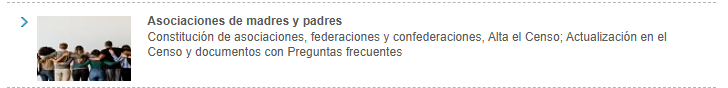 Asociaciones de madres y padres
Constitución de asociaciones, federaciones y confederaciones, Alta el Censo; Actualización en el
Censo y documentos con Preguntas frecuentes